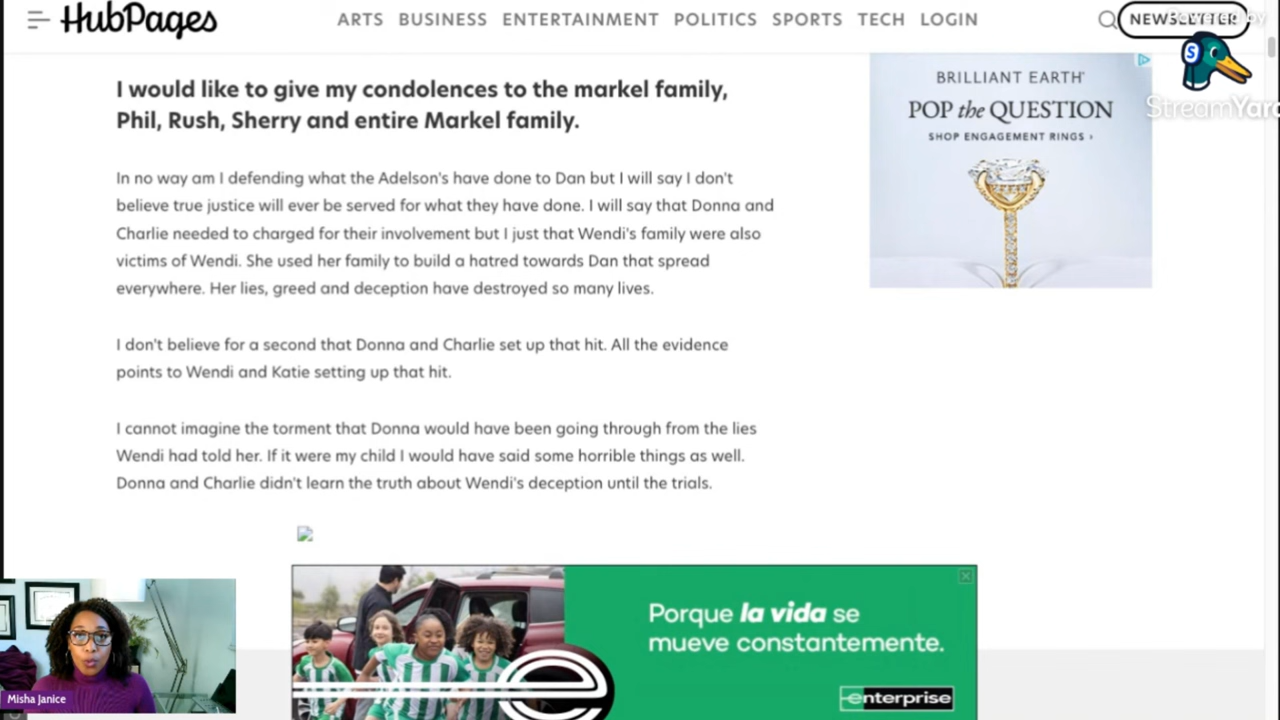 HubPages
ARTS BUSINESS ENTERTAINMENT POLITICS SPORTS TECH LOGIN
NEWSLETTER
Powered by
S
StreamYard
I would like to give my condolences to the markel family,
Phil, Rush, Sherry and entire Markel family.
In no way am I defending what the Adelson's have done to Dan but I will say I don't
believe true justice will ever be served for what they have done. I will say that Donna and
Charlie needed to charged for their involvement but I just that Wendi's family were also
victims of Wendi. She used her family to build a hatred towards Dan that spread
everywhere. Her lies, greed and deception have destroyed so many lives.
I don't believe for a second that Donna and Charlie set up that hit. All the evidence
points to Wendi and Katie setting up that hit.
I cannot imagine the torment that Donna would have been going through from the lies
Wendi had told her. If it were my child I would have said some horrible things as well.
Donna and Charlie didn't learn the truth about Wendi's deception until the trials.
BRILLIANT EARTH
POP the QUESTION
SHOP ENGAGEMENT RINGS ›
Porque la vida se
mueve constantemente.
e
enterprise
Misha Janice